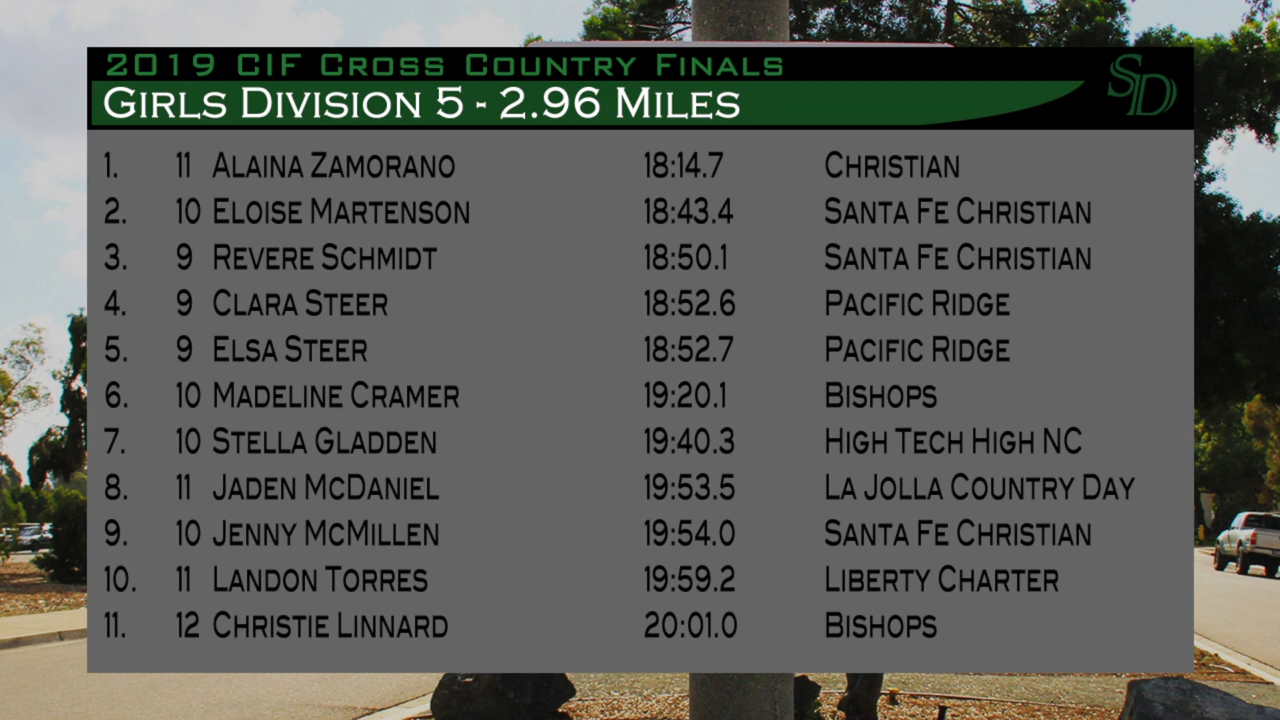 2019 CIF Cross Country Finals
SD
Girls Division 5 - 2.96 Miles
1. 11 Alaina Zamorano 18:14.7 Christian
2. 10 Eloise Martenson 18:43.4 Santa Fe Christian
3. 9 Revere Schmidt 18:50.1 Santa Fe Christian
4. 9 Clara Steer 18:52.6 Pacific Ridge
5. 9 Elsa Steer 18:52.7 Pacific Ridge
6. 10 Madeline Cramer 19:20.1 Bishops
7. 10 Stella Gladden 19:40.3 High Tech High NC
8. 11 Jaden McDaniel 19:53.5 La Jolla Country Day
9. 10 Jenny McMillen 19:54.0 Santa Fe Christian
10. 11 Landon Torres 19:59.2 Liberty Charter
11. 12 Christie Linnard 20:01.0 Bishops